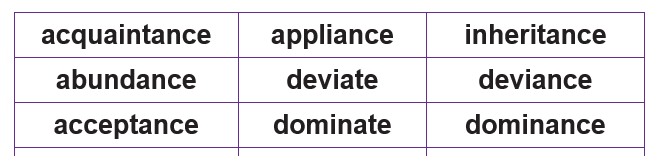 acquaintance appliance inheritance
abundance deviate deviance
acceptance dominate dominance